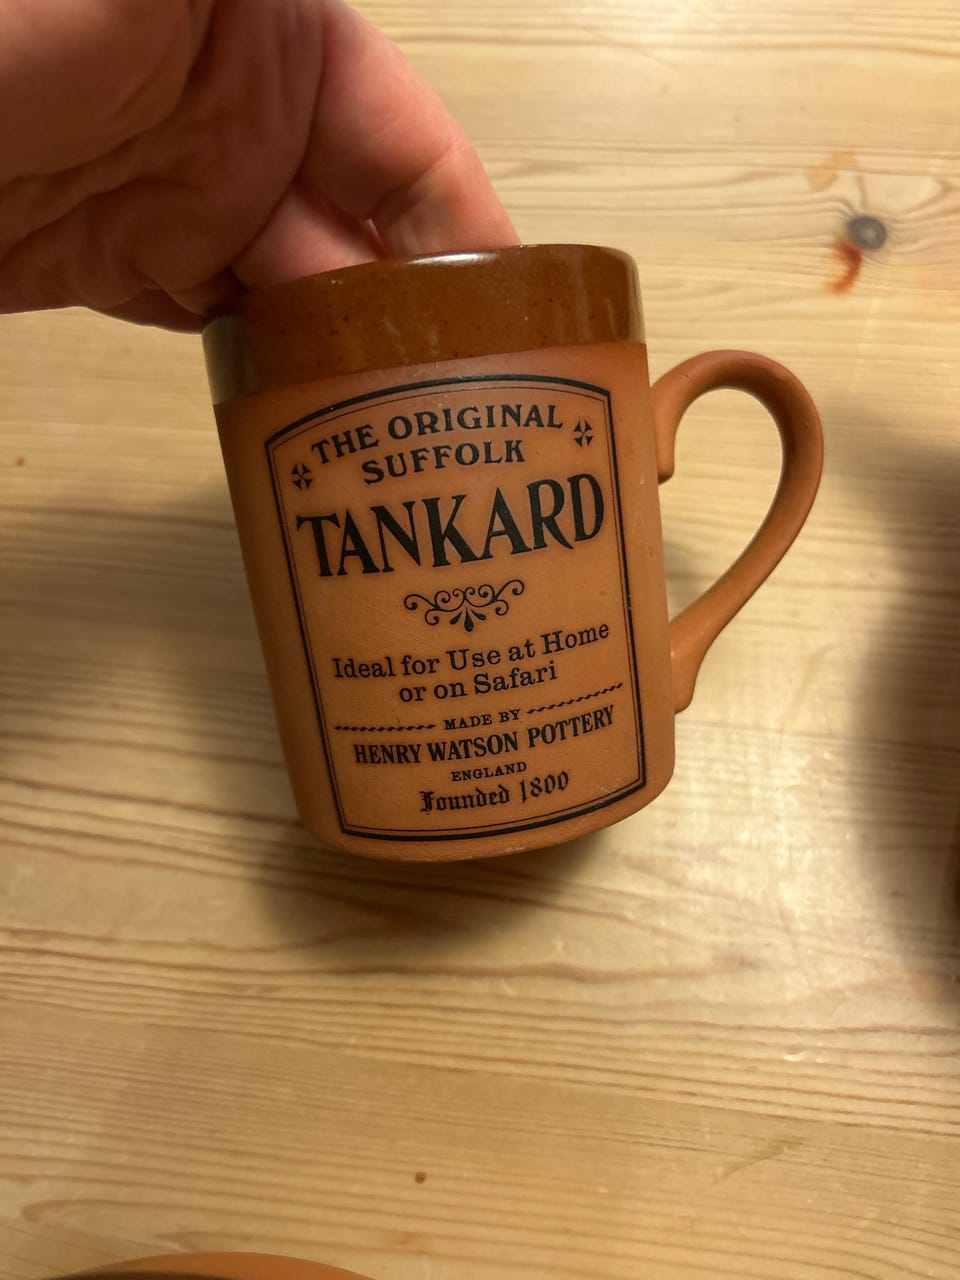 THE ORIGINAL
SUFFOLK
TANKARD
Ideal for Use at Home
or on Safari
MADE BY
HENRY WATSON POTTERY
ENGLAND
Founded 1800